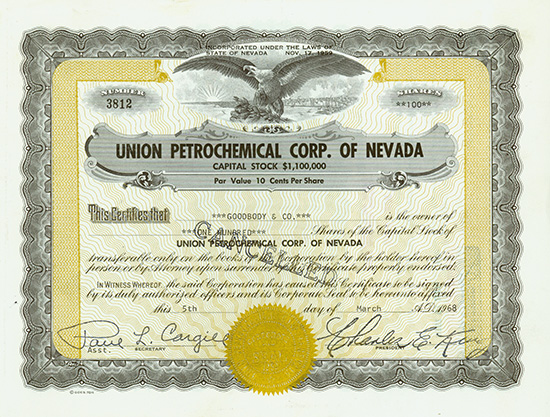 INCORPORATED UNDER THE LAWS OF
STATE OF NEVADA NOV. 17, 1959
NUMBER
3812
SHARES
**100**
UNION PETROCHEMICAL CORP. OF NEVADA
CAPITAL STOCK $1,100,000
Par Value 10 Cents Per Share
This Certifies that ***GOODBODY & CO.*** is the owner of
***ONE HUNDRED*** Shares of the Capital Stock of
UNION PETROCHEMICAL CORP. OF NEVADA
transferable only on the books of the Corporation by the holder hereof in
person or by Attorney upon surrender of this Certificate properly endorsed.
IN WITNESS WHEREOF, the said Corporation has caused this Certificate to be signed
by its duly authorized officers and its Corporate Seal to be hereunto affixed
this 5th day of March A.D. 1968
CANCELLED
Paul L. Cargill
Asst. SECRETARY
Charles E.
PRESIDENT